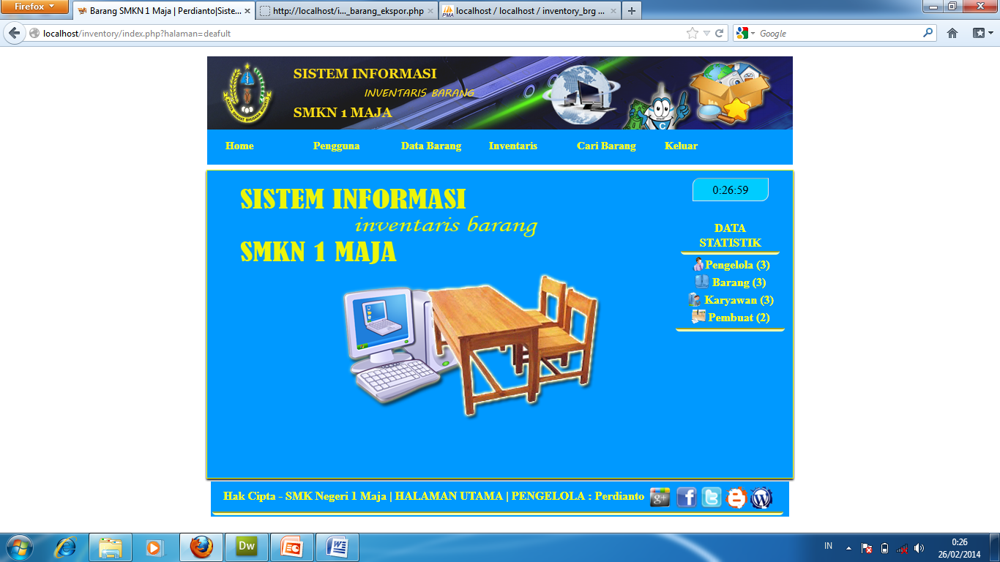 Firefox
Barang SMKN 1 Maja | Perdianto|Siste...
http://localhost/i..._barang_ekspor.php
localhost / localhost / inventory_brg ...
localhost/inventory/index.php?halaman=deafult
Google
SISTEM INFORMASI
INVENTARIS BARANG
SMKN 1 MAJA
Home Pengguna Data Barang Inventaris Cari Barang Keluar
SISTEM INFORMASI
inventaris barang
SMKN 1 MAJA
0:26:59
DATA
STATISTIK
Pengelola (3)
Barang (3)
Karyawan (3)
Pembuat (2)
Hak Cipta - SMK Negeri 1 Maja | HALAMAN UTAMA | PENGELOLA : Perdianto
Dw
IN
0:26
26/02/2014